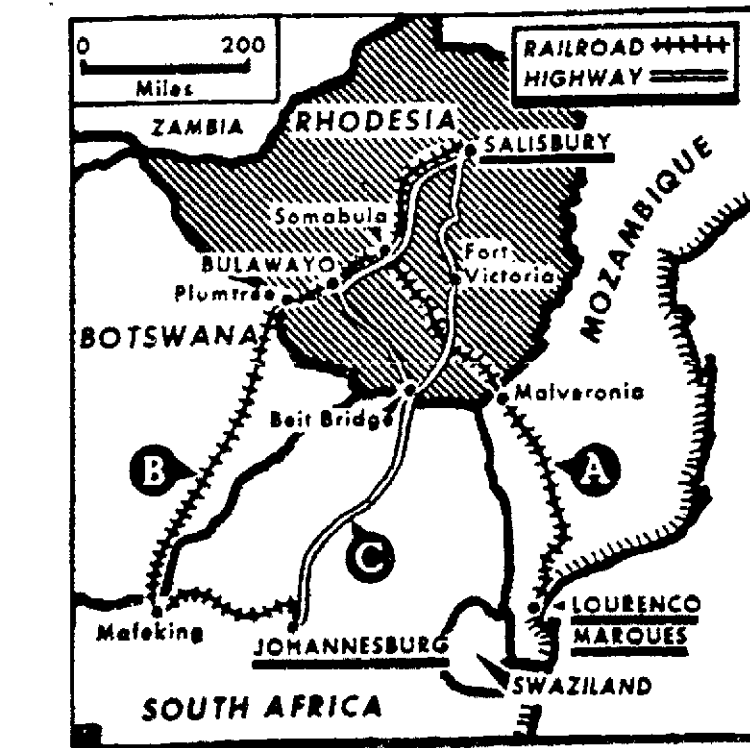 0 200
Miles
RAILROAD
HIGHWAY
ZAMBIA
RHODESIA
SALISBURY
MOZAMBIQUE
Somabula
Fort
Victoria
BULAWAYO
Plumtree
BOTSWANA
Malveronia
Beit Bridge
B
A
C
LOURENCO
MARQUES
Mafeking
JOHANNESBURG
SWAZILAND
SOUTH AFRICA